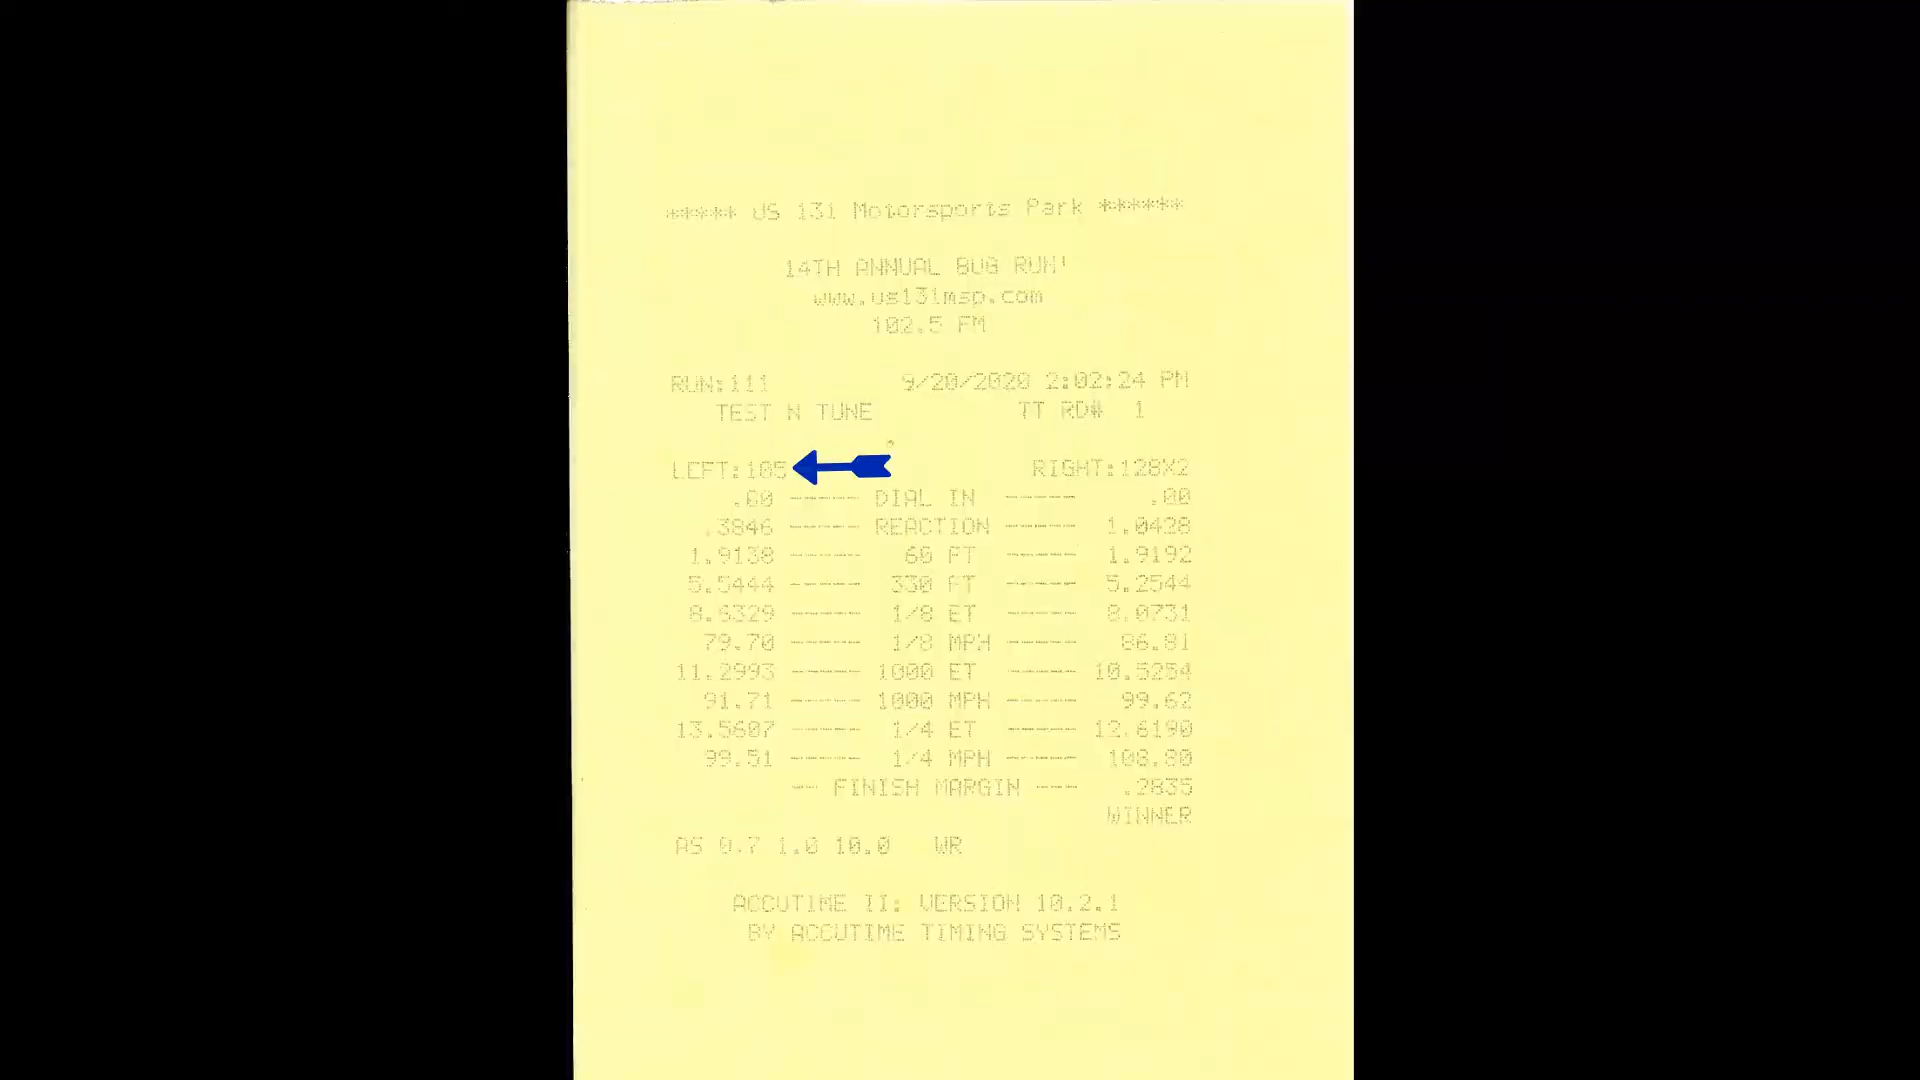 ***** US 131 Motorsports Park ******
14TH ANNUAL BUG RUN!
www.us131msp.com
102.5 FM
RUN:111 9/20/2020 2:02:24 PM
TEST N TUNE TT RD# 1
LEFT:105 RIGHT:128X2
.00 ---- DIAL IN ---- .00
.3846 ---- REACTION ---- 1.0428
1.9138 ---- 60 FT ---- 1.9192
5.5444 ---- 330 FT ---- 5.2544
8.6329 ---- 1/8 ET ---- 8.0731
79.70 ---- 1/8 MPH ---- 86.81
11.2993 ---- 1000 ET ---- 10.5254
91.71 ---- 1000 MPH ---- 99.62
13.5607 ---- 1/4 ET ---- 12.6190
99.51 ---- 1/4 MPH ---- 108.80
-- FINISH MARGIN --- .2835
WINNER
AS 0.7 1.0 10.0 WR
ACCUTIME II: VERSION 10.2.1
BY ACCUTIME TIMING SYSTEMS